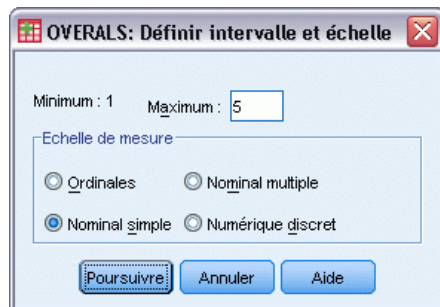 OVERALS: Définir intervalle et échelle
Minimum : 1 Maximum : 5
Echelle de mesure
Ordinales Nominal multiple
Nominal simple Numérique discret
Poursuivre Annuler Aide